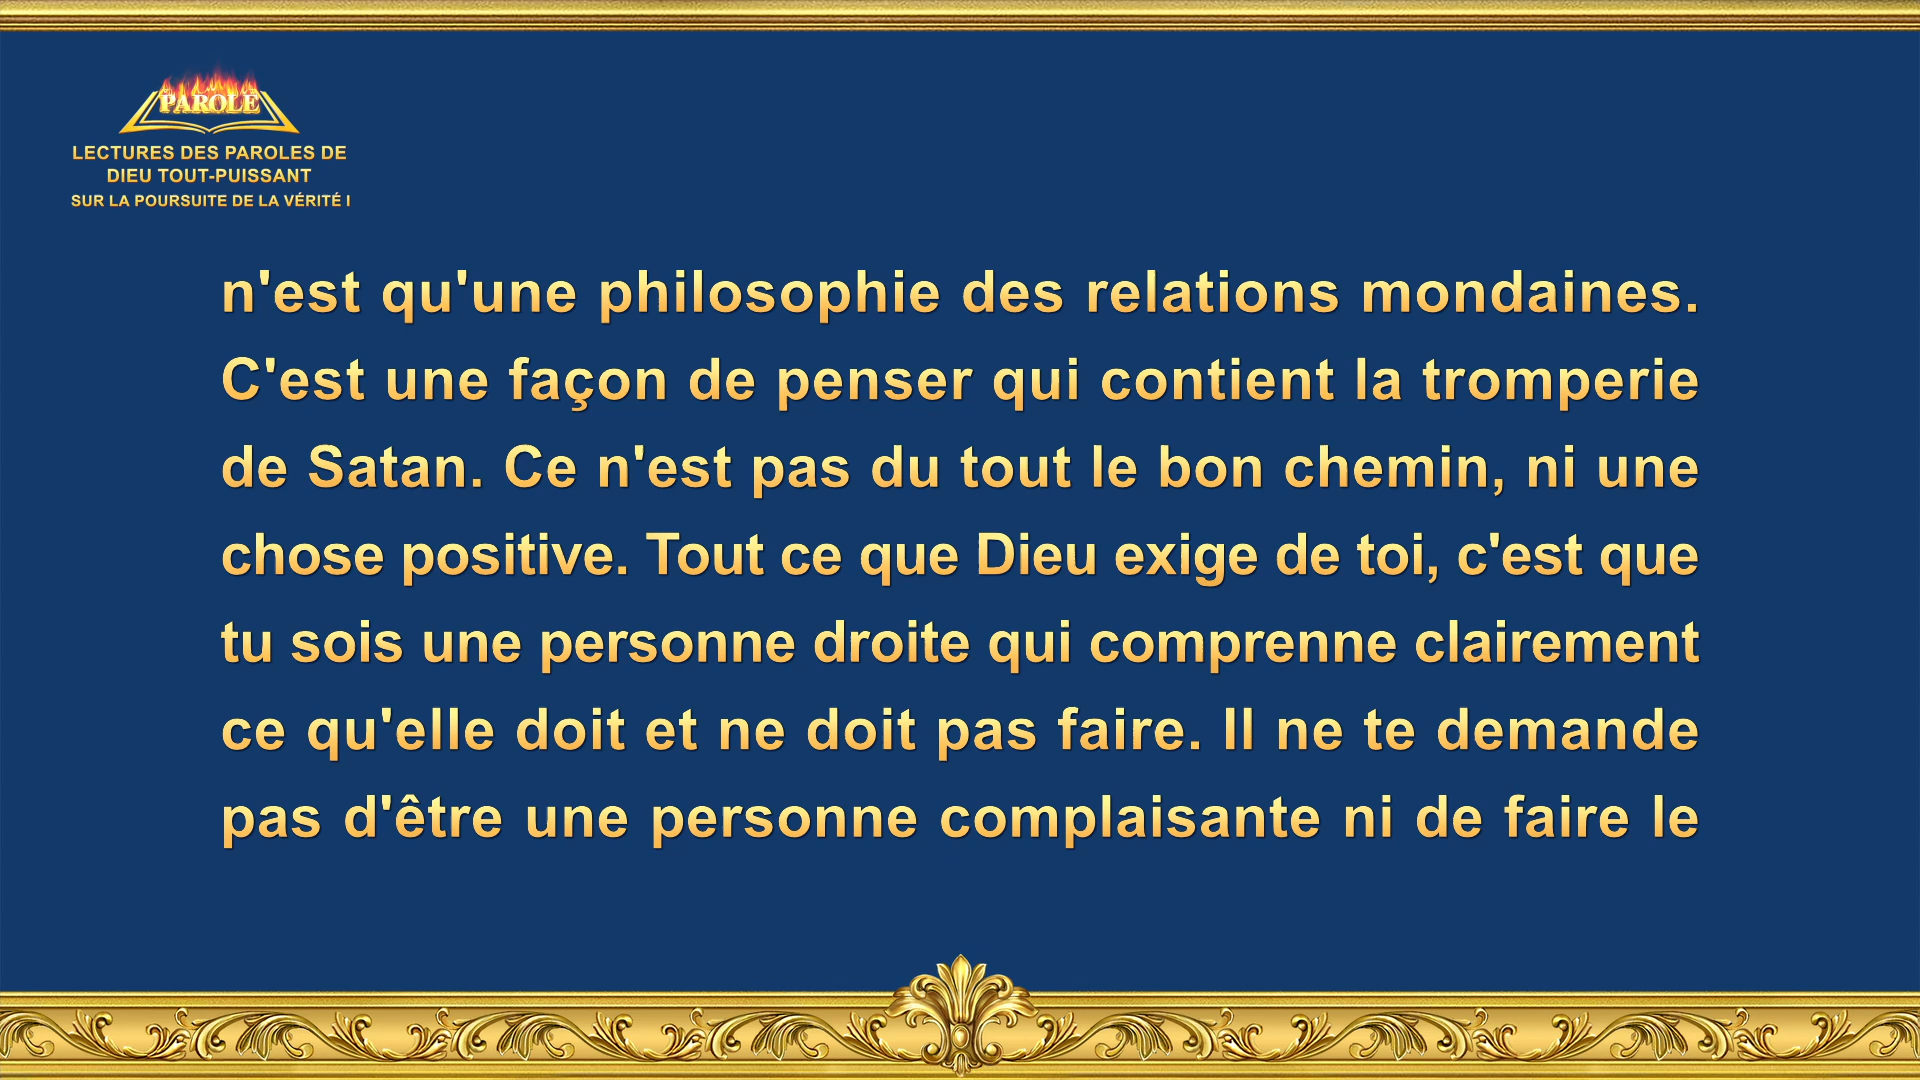 PAROLE
LECTURES DES PAROLES DE
DIEU TOUT-PUISSANT
SUR LA POURSUITE DE LA VÉRITÉ I
n'est qu'une philosophie des relations mondaines.
C'est une façon de penser qui contient la tromperie
de Satan. Ce n'est pas du tout le bon chemin, ni une
chose positive. Tout ce que Dieu exige de toi, c'est que
tu sois une personne droite qui comprenne clairement
ce qu'elle doit et ne doit pas faire. Il ne te demande
pas d'être une personne complaisante ni de faire le